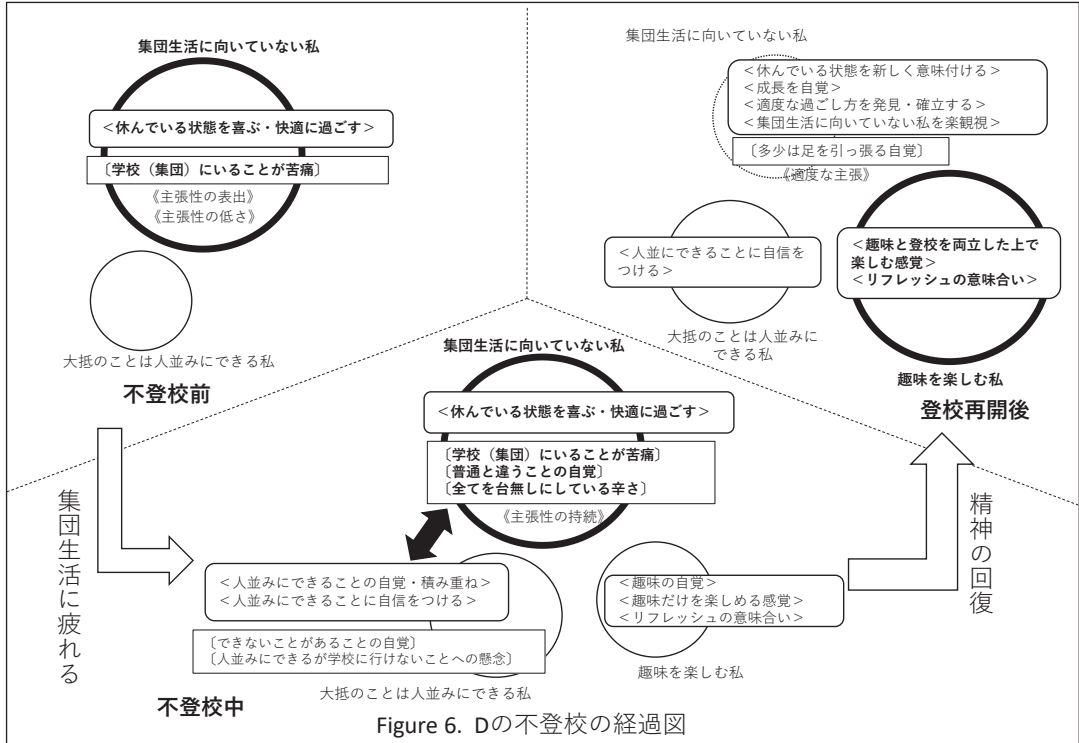 集団生活に向いていない私
＜休んでいる状態を喜ぶ・快適に過ごす＞
〔学校（集団）にいることが苦痛〕
《主張性の表出》
《主張性の低さ》
大抵のことは人並みにできる私
不登校前
集団生活に向いていない私
＜休んでいる状態を新しく意味付ける＞
＜成長を自覚＞
＜適度な過ごし方を発見・確立する＞
＜集団生活に向いていない私を楽観視＞
〔多少は足を引っ張る自覚〕
《適度な主張》
＜人並にできることに自信を
つける＞
大抵のことは人並みに
できる私
＜趣味と登校を両立した上で
楽しむ感覚＞
＜リフレッシュの意味合い＞
趣味を楽しむ私
登校再開後
集団生活に疲れる
集団生活に向いていない私
＜休んでいる状態を喜ぶ・快適に過ごす＞
〔学校（集団）にいることが苦痛〕
〔普通と違うことの自覚〕
〔全てを台無しにしている辛さ〕
《主張性の持続》
＜人並みにできることの自覚・積み重ね＞
＜人並みにできることに自信をつける＞
〔できないことがあることの自覚〕
〔人並みにできるが学校に行けないことへの懸念〕
大抵のことは人並みにできる私
不登校中
＜趣味の自覚＞
＜趣味だけを楽しめる感覚＞
＜リフレッシュの意味合い＞
趣味を楽しむ私
精神の回復
Figure 6. Dの不登校の経過図